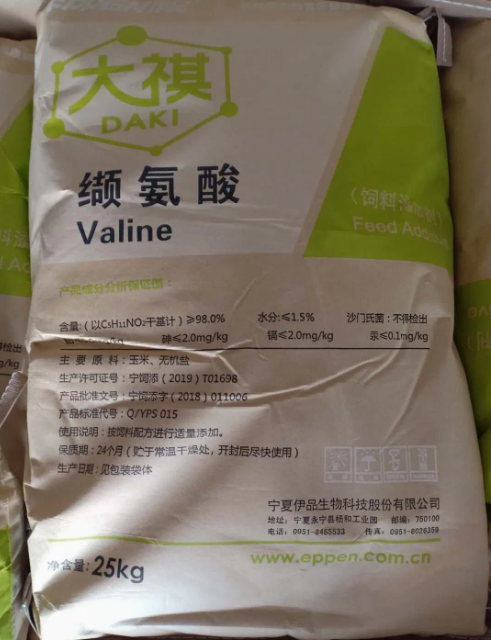 大祺
DAKI
缬氨酸
Valine
（饲料添加剂）
Feed Additives
产品成分分析保证值：
含量：（以C5H11NO2干基计）≥98.0% 水分：≤1.5% 沙门氏菌：不得检出
砷≤2.0mg/kg 镉≤2.0mg/kg 汞≤0.1mg/kg
主要原料：玉米、无机盐
生产许可证号：宁饲添（2019）T01698
产品批准文号：宁饲添字（2018）011006
产品标准代号：Q/YPS 015
使用说明：按饲料配方进行适量添加。
保质期：24个月（贮于常温干燥处，开封后尽快使用）
生产日期：见包装袋体
宁夏伊品生物科技股份有限公司
地址：宁夏永宁县杨和工业园 邮编：750100
电话：0951-8455533 传真：0951-8026359
净含量：25kg
www.eppen.com.cn